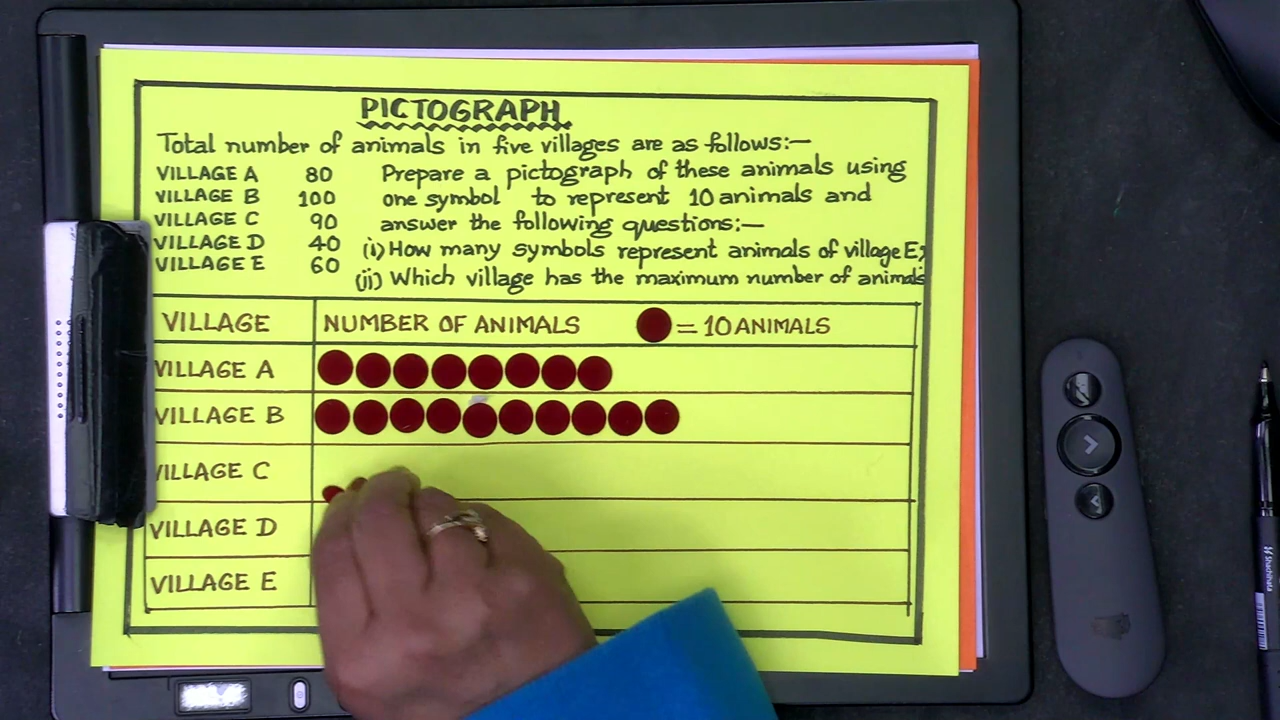 PICTOGRAPH
Total number of animals in five villages are as follows:—
VILLAGE A 80 Prepare a pictograph of these animals using
VILLAGE B 100 one symbol to represent 10 animals and
VILLAGE C 90 answer the following questions:—
VILLAGE D 40 (i) How many symbols represent animals of village E?
VILLAGE E 60 (ii) Which village has the maximum number of animals
VILLAGE NUMBER OF ANIMALS = 10 ANIMALS
VILLAGE A
VILLAGE B
VILLAGE C
VILLAGE D
VILLAGE E
Shachihata